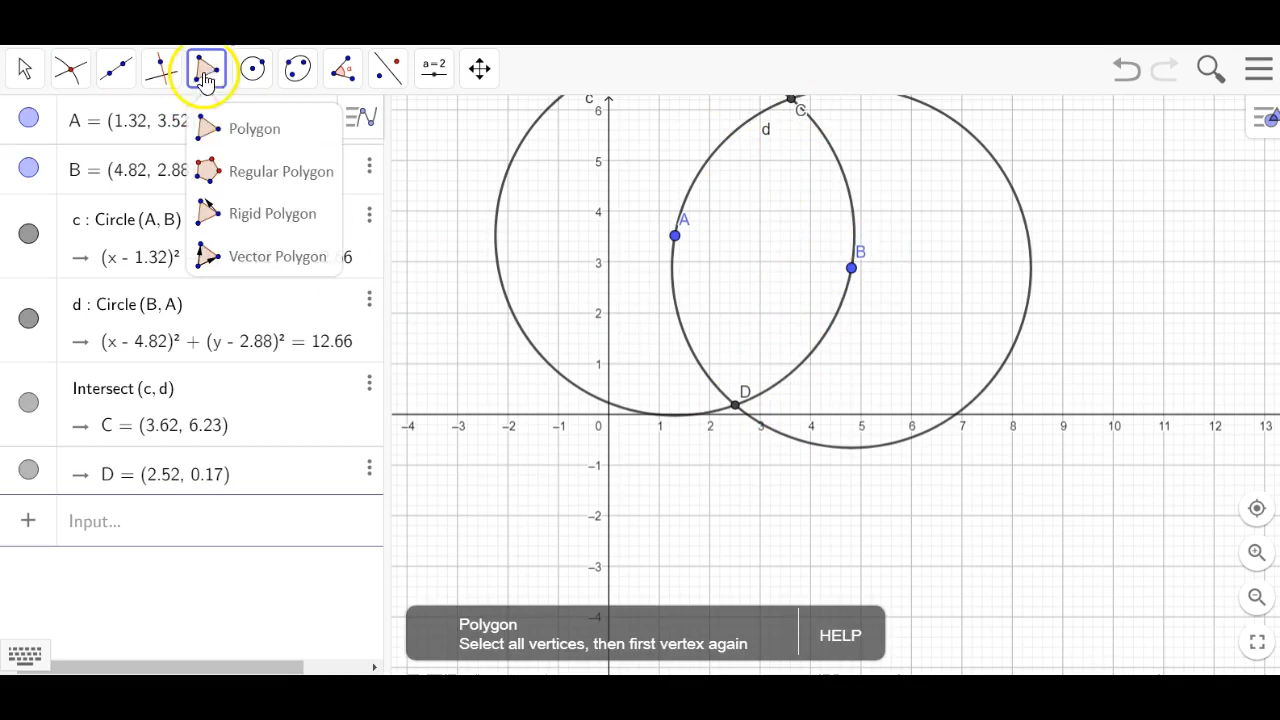 a=2
A = (1.32, 3.52
Polygon
B = (4.82, 2.88
Regular Polygon
c : Circle (A, B)
Rigid Polygon
→ (x - 1.32)²
Vector Polygon
66
d : Circle (B, A)
→ (x - 4.82)² + (y - 2.88)² = 12.66
Intersect (c, d)
→ C = (3.62, 6.23)
→ D = (2.52, 0.17)
+ Input...
c
d
C
A
B
D
6
5
4
3
2
1
−4 −3 −2 −1 0 1 2 3 4 5 6 7 8 9 10 11 12 13
−1
−2
−3
−4
Polygon
Select all vertices, then first vertex again
HELP